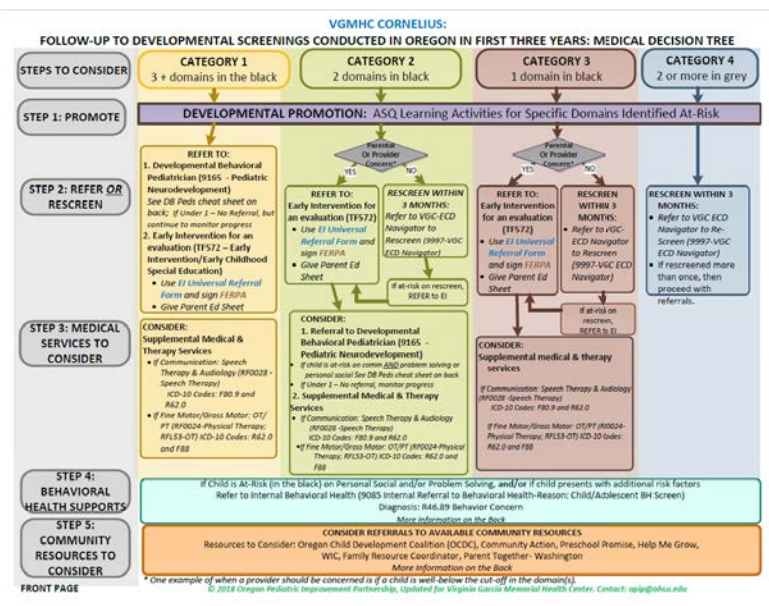 VGMHC CORNELIUS:
FOLLOW-UP TO DEVELOPMENTAL SCREENINGS CONDUCTED IN OREGON IN FIRST THREE YEARS: MEDICAL DECISION TREE
STEPS TO CONSIDER
CATEGORY 1
3 + domains in the black
CATEGORY 2
2 domains in black
CATEGORY 3
1 domain in black
CATEGORY 4
2 or more in grey
STEP 1: PROMOTE
DEVELOPMENTAL PROMOTION: ASQ Learning Activities for Specific Domains Identified At-Risk
STEP 2: REFER OR
RESCREEN
REFER TO:
1. Developmental Behavioral
Pediatrician (9165 - Pediatric
Neurodevelopment)
See DB Peds cheat sheet on
back; If Under 1 – No Referral, but
continue to monitor progress
2. Early Intervention for an
evaluation (TF572 – Early
Intervention/Early Childhood
Special Education)
• Use EI Universal Referral
Form and sign FERPA
• Give Parent Ed Sheet
Parental
Or Provider
Concern*
YES
NO
REFER TO:
Early Intervention
for an evaluation
(TF572)
• Use EI Universal
Referral Form and
sign FERPA
• Give Parent Ed
Sheet
RESCREEN WITHIN
3 MONTHS:
Refer to VGC-ECD
Navigator to
Rescreen (9997-VGC
ECD Navigator)
If at-risk on rescreen,
REFER to EI
Parental
Or Provider
Concern*
YES
NO
REFER TO:
Early Intervention
for an evaluation
(TF572)
• Use EI Universal
Referral Form and
sign FERPA
• Give Parent Ed
Sheet
RESCREEN
WITHIN 3
MONTHS:
• Refer to VGC-
ECD Navigator
to Rescreen
(9997-VGC ECD
Navigator)
If at-risk on
rescreen,
REFER to EI
RESCREEN WITHIN 3
MONTHS:
• Refer to VGC ECD
Navigator to Re-
Screen (9997-VGC
ECD Navigator)
• If rescreened more
than once, then
proceed with
referrals.
STEP 3: MEDICAL
SERVICES TO
CONSIDER
CONSIDER:
Supplemental Medical &
Therapy Services
• If Communication: Speech
Therapy & Audiology (RF0028 -
Speech Therapy)
ICD-10 Codes: F80.9 and
R62.0
• If Fine Motor/Gross Motor: OT/
PT (RF0024-Physical Therapy;
RFL53-OT) ICD-10 Codes: R62.0
and F88
CONSIDER:
1. Referral to Developmental
Behavioral Pediatrician (9165 -
Pediatric Neurodevelopment)
• If child is at-risk on comm AND problem solving or
personal social See DB Peds cheat sheet on back
• If Under 1 – No referral, monitor progress
2. Supplemental Medical & Therapy
Services
• If Communication: Speech Therapy & Audiology
(RF0028 -Speech Therapy)
ICD-10 Codes: F80.9 and R62.0
• If Fine Motor/Gross Motor: OT/PT (RF0024-Physical
Therapy; RFL53-OT) ICD-10 Codes: R62.0 and
F88
CONSIDER:
Supplemental medical & therapy
services
If Communication: Speech Therapy & Audiology
(RF0028 -Speech Therapy)
ICD-10 Codes: F80.9 and R62.0
If Fine Motor/Gross Motor: OT/PT (RF0024-
Physical Therapy; RFL53-OT) ICD-10 Codes: R62.0
and F88
STEP 4:
BEHAVIORAL
HEALTH SUPPORTS
If Child is At-Risk (in the black) on Personal Social and/or Problem Solving, and/or if child presents with additional risk factors
Refer to Internal Behavioral Health (9085 Internal Referral to Behavioral Health-Reason: Child/Adolescent BH Screen)
Diagnosis: R46.89 Behavior Concern
More Information on the Back
STEP 5:
COMMUNITY
RESOURCES TO
CONSIDER
CONSIDER REFERRALS TO AVAILABLE COMMUNITY RESOURCES
Resources to Consider: Oregon Child Development Coalition (OCDC), Community Action, Preschool Promise, Help Me Grow,
WIC, Family Resource Coordinator, Parent Together- Washington
More Information on the Back
* One example of when a provider should be concerned is if a child is well-below the cut-off in the domain(s).
FRONT PAGE
© 2018 Oregon Pediatric Improvement Partnership, Updated for Virginia Garcia Memorial Health Center. Contact: opip@ohsu.edu